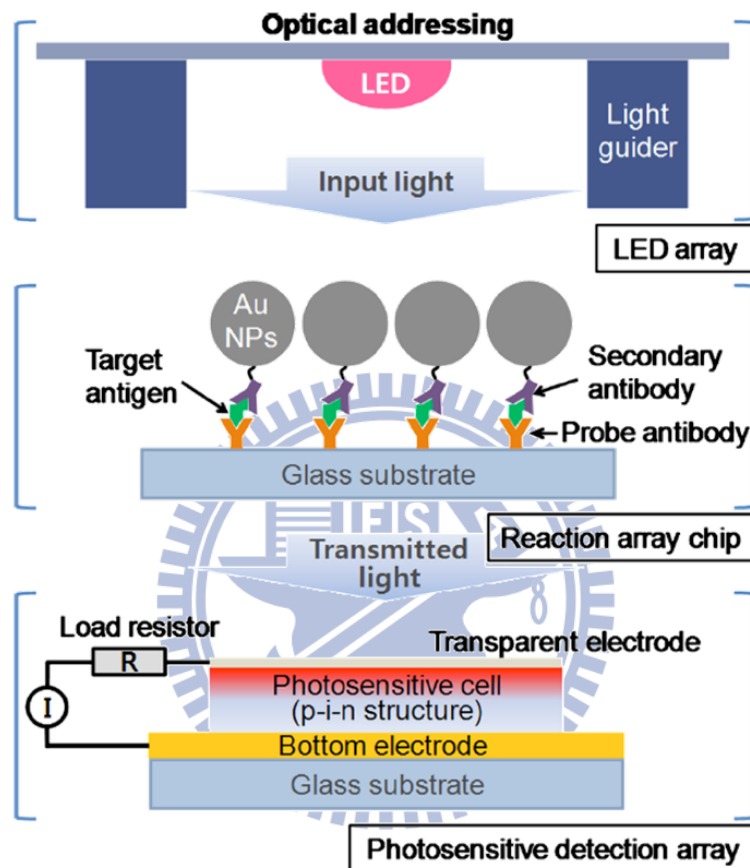 Optical addressing
LED
Light
guider
Input light
LED array
Au
NPs
Target
antigen
Secondary
antibody
Probe antibody
Glass substrate
Reaction array chip
Transmitted
light
Load resistor
R
Transparent electrode
I
Photosensitive cell
(p-i-n structure)
Bottom electrode
Glass substrate
Photosensitive detection array